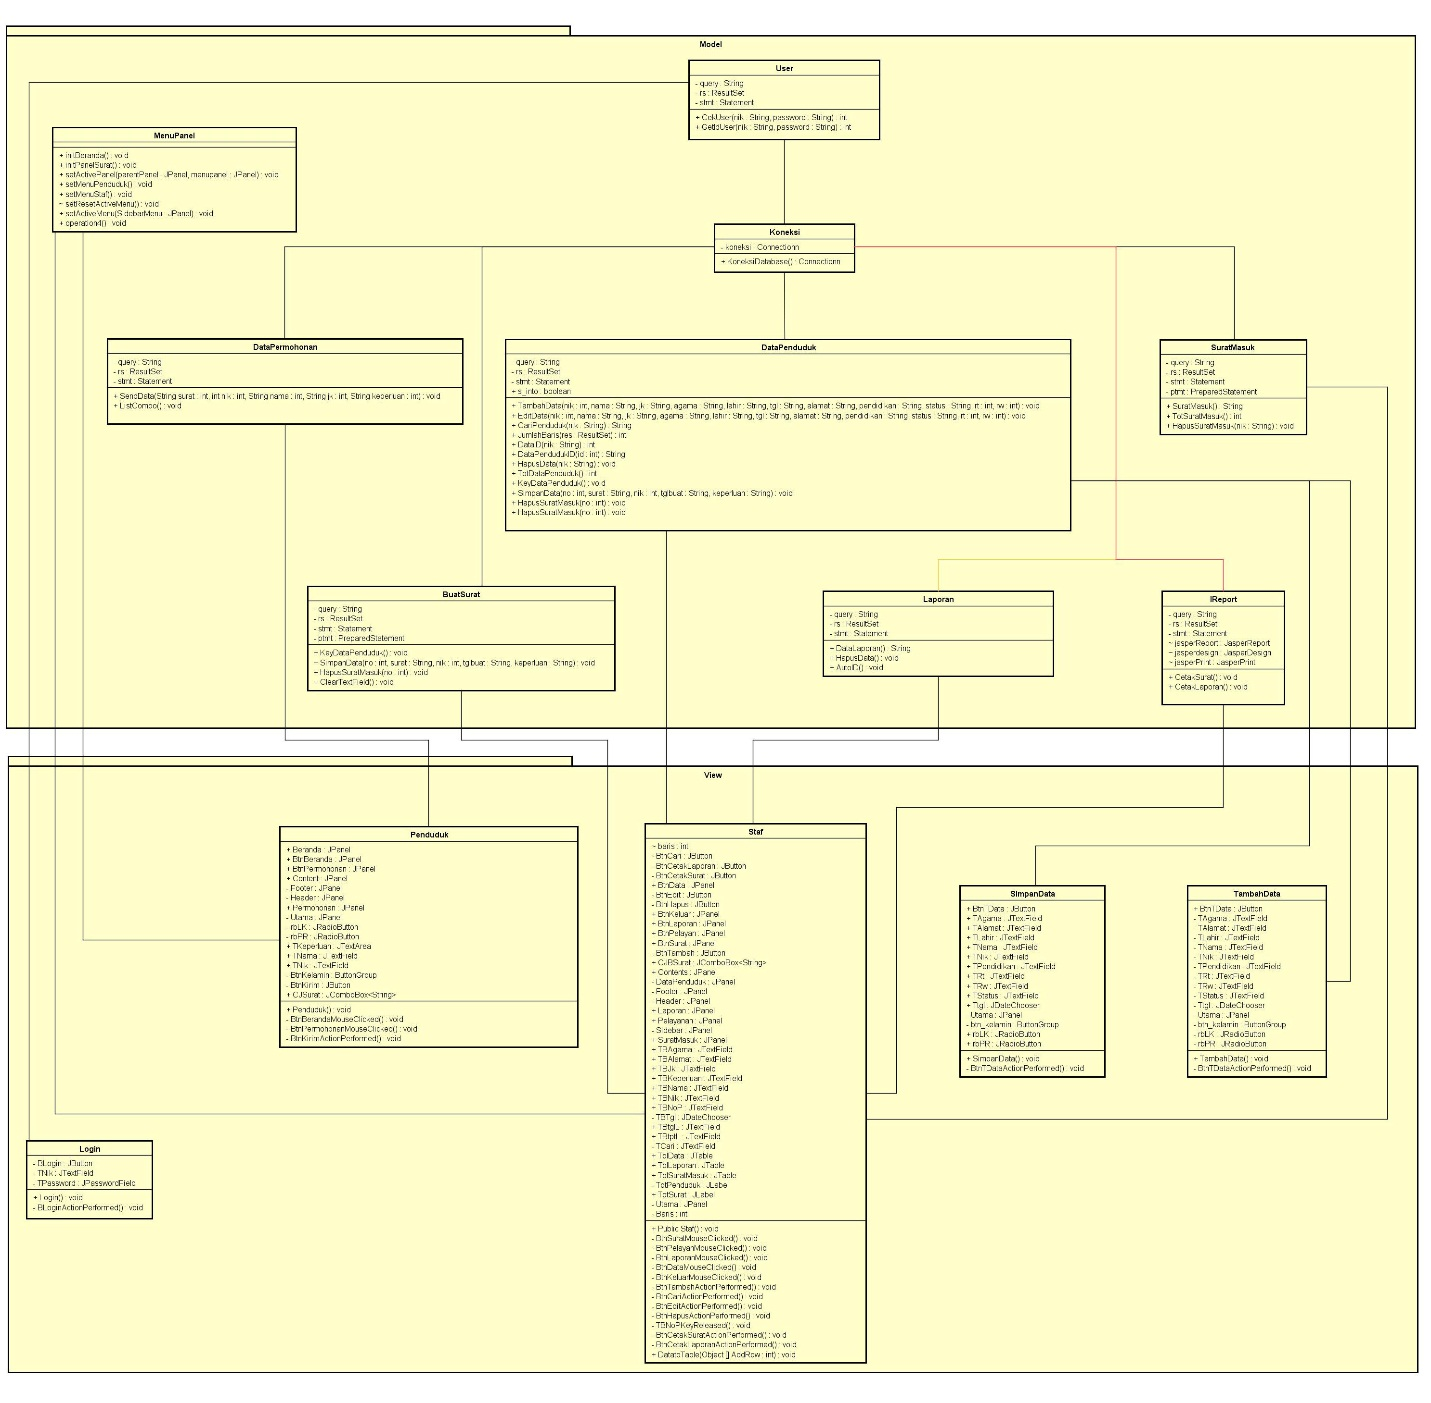 Model
User
- query : String
- rs : ResultSet
- stmt : Statement
+ CekUser(nik : String, password : String) : int
+ GetIdUser(nik : String, password : String) : int
MenuPanel
+ initBeranda() : void
+ initPanelSurat() : void
+ setActivePanel(parentPanel : JPanel, menupanel : JPanel) : void
+ setMenuPenduduk() : void
+ setMenuStaf() : void
~ setResetActiveMenu() : void
+ setActiveMenu(SidebarMenu : JPanel) : void
+ operation4() : void
Koneksi
- koneksi : Connectionn
+ KoneksiDatabase() : Connectionn
DataPermohonan
- query : String
- rs : ResultSet
- stmt : Statement
+ SendData(String surat : int, int nik : int, String nama : int, String jk : int, String keperluan : int) : void
+ ListCombo() : void
DataPenduduk
- query : String
- rs : ResultSet
- stmt : Statement
+ s_into : boolean
+ TambahData(nik : int, nama : String, jk : String, agama : String, lahir : String, tgl : String, alamat : String, pendidikan : String, status : String, rt : int, rw : int) : void
+ EditData(nik : int, nama : String, jk : String, agama : String, lahir : String, tgl : String, alamat : String, pendidikan : String, status : String, rt : int, rw : int) : void
+ CariPenduduk(nik : String) : String
+ JumlahBaris(res : ResultSet) : int
+ DataID(nik : String) : int
+ DataPendudukID(id : int) : String
+ HapusData(nik : String) : void
+ TotDataPenduduk() : int
+ KeyDataPenduduk() : void
+ SimpanData(no : int, surat : String, nik : int, tglbuat : String, keperluan : String) : void
+ HapusSuratMasuk(no : int) : void
+ HapusSuratMasuk(no : int) : void
SuratMasuk
- query : String
- rs : ResultSet
- stmt : Statement
- ptmt : PreparedStatement
+ SuratMasuk() : String
+ TotSuratMasuk() : int
+ HapusSuratMasuk(nik : String) : void
BuatSurat
- query : String
- rs : ResultSet
- stmt : Statement
- ptmt : PreparedStatement
~ KeyDataPenduduk() : void
~ SimpanData(no : int, surat : String, nik : int, tglbuat : String, keperluan : String) : void
~ HapusSuratMasuk(no : int) : void
- ClearTextField() : void
Laporan
- query : String
- rs : ResultSet
- stmt : Statement
+ DataLaporan() : String
- HapusData() : void
+ AutoID() : void
IReport
- query : String
- rs : ResultSet
- stmt : Statement
~ jasperReport : JasperReport
~ jasperdesign : JasperDesign
~ jasperPrint : JasperPrint
+ CetakSurat() : void
+ CetakLaporan() : void
View
Penduduk
+ Beranda : JPanel
+ BtnBeranda : JPanel
+ BtnPermohonan : JPanel
+ Content : JPanel
- Footer : JPanel
- Header : JPanel
+ Permohonan : JPanel
- Utama : JPanel
- rbLK : JRadioButton
- rbPR : JRadioButton
+ TKeperluan : JTextArea
+ TNama : JTextField
+ TNik : JTextField
- BtnKelamin : ButtonGroup
- BtnKirim : JButton
+ CJSurat : JComboBox<String>
+ Penduduk() : void
- BtnBerandaMouseClicked() : void
- BtnPermohonanMouseClicked() : void
- BtnKirimActionPerformed() : void
Staf
~ baris : int
- BtnCari : JButton
- BtnCetakLaporan : JButton
- BtnCetakSurat : JButton
+ BtnData : JPanel
- BtnEdit : JButton
- BtnHapus : JButton
+ BtnKeluar : JPanel
+ BtnLaporan : JPanel
+ BtnPelayan : JPanel
+ BtnSurat : JPanel
- BtnTambah : JButton
+ CJBSurat : JComboBox<String>
+ Contents : JPanel
- DataPenduduk : JPanel
- Footer : JPanel
- Header : JPanel
+ Laporan : JPanel
+ Pelayanan : JPanel
- Sidebar : JPanel
+ SuratMasuk : JPanel
+ TBAgama : JTextField
+ TBAlamat : JTextField
+ TBJk : JTextField
+ TBKeperluan : JTextField
+ TBNama : JTextField
+ TBNik : JTextField
+ TBNoP : JTextField
- TBTgl : JDateChooser
+ TBtglL : JTextField
+ TBtptl : JTextField
- TCari : JTextField
+ TblData : JTable
+ TblLaporan : JTable
+ TblSuratMasuk : JTable
- TotPenduduk : JLabel
+ TotSurat : JLabel
- Utama : JPanel
- Baris : int
+ Public Staf() : void
- BtnSuratMouseClicked() : void
- BtnPelayanMouseClicked() : void
- BtnLaporanMouseClicked() : void
- BtnDataMouseClicked() : void
- BtnKeluarMouseClicked() : void
- BtnTambahActionPerformed() : void
- BtnCariActionPerformed() : void
- BtnEditActionPerformed() : void
- BtnHapusActionPerformed() : void
- TBNoPKeyReleased() : void
- BtnCetakSuratActionPerformed() : void
- BtnCetakLaporanActionPerformed() : void
+ DatatoTable(Object [] AddRow : int) : void
SimpanData
+ BtnTData : JButton
+ TAgama : JTextField
+ TAlamat : JTextField
+ TLahir : JTextField
+ TNama : JTextField
+ TNik : JTextField
+ TPendidikan : JTextField
+ TRt : JTextField
+ TRw : JTextField
+ TStatus : JTextField
+ Ttgl : JDateChooser
- Utama : JPanel
- btn_kelamin : ButtonGroup
+ rbLK : JRadioButton
+ rbPR : JRadioButton
+ SimpanData() : void
- BtnTDataActionPerformed() : void
TambahData
+ BtnTData : JButton
- TAgama : JTextField
- TAlamat : JTextField
- TLahir : JTextField
- TNama : JTextField
- TNik : JTextField
- TPendidikan : JTextField
- TRt : JTextField
- TRw : JTextField
- TStatus : JTextField
- Ttgl : JDateChooser
- Utama : JPanel
- btn_kelamin : ButtonGroup
- rbLK : JRadioButton
- rbPR : JRadioButton
+ TambahData() : void
- BtnTDataActionPerformed() : void
Login
- BLogin : JButton
- TNik : JTextField
- TPassword : JPasswordField
+ Login() : void
- BLoginActionPerformed() : void